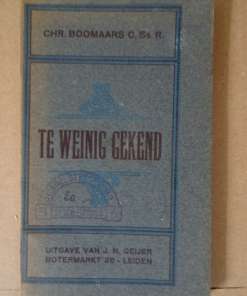 CHR. BOOMAARS C. Ss. R.
TE WEINIG GEKEND
UITGAVE VAN J. N. GEIJER
BOTERMARKT 20 - LEIDEN